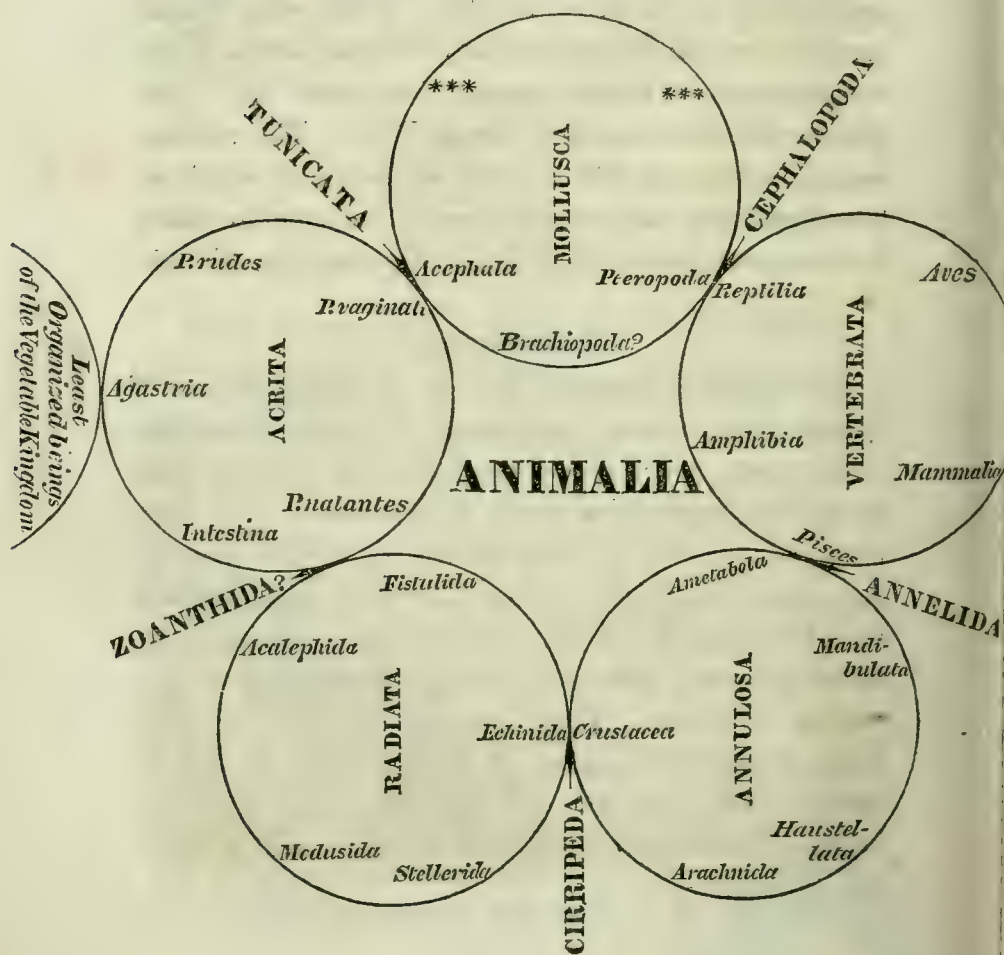 ***
***
TUNICATA
CEPHALOPODA
MOLLUSCA
Acephala
Pteropoda
Brachiopoda?
P.rudes
P.vaginati
Agastria
ACRITA
P.natantes
Intestina
Least
Organized beings
of the Vegetable Kingdom.
ANIMALIA
Reptilia
Aves
VERTEBRATA
Amphibia
Mammalia
Pisces
ZOANTHIDA?
ANNELIDA
Fistulida
Acalephida
RADIATA
Echinida
Medusida
Stellerida
Ametabola
Mandi-
bulata
Crustacea
ANNULOSA
Haustel-
lata
Arachnida
CIRRIPEDA